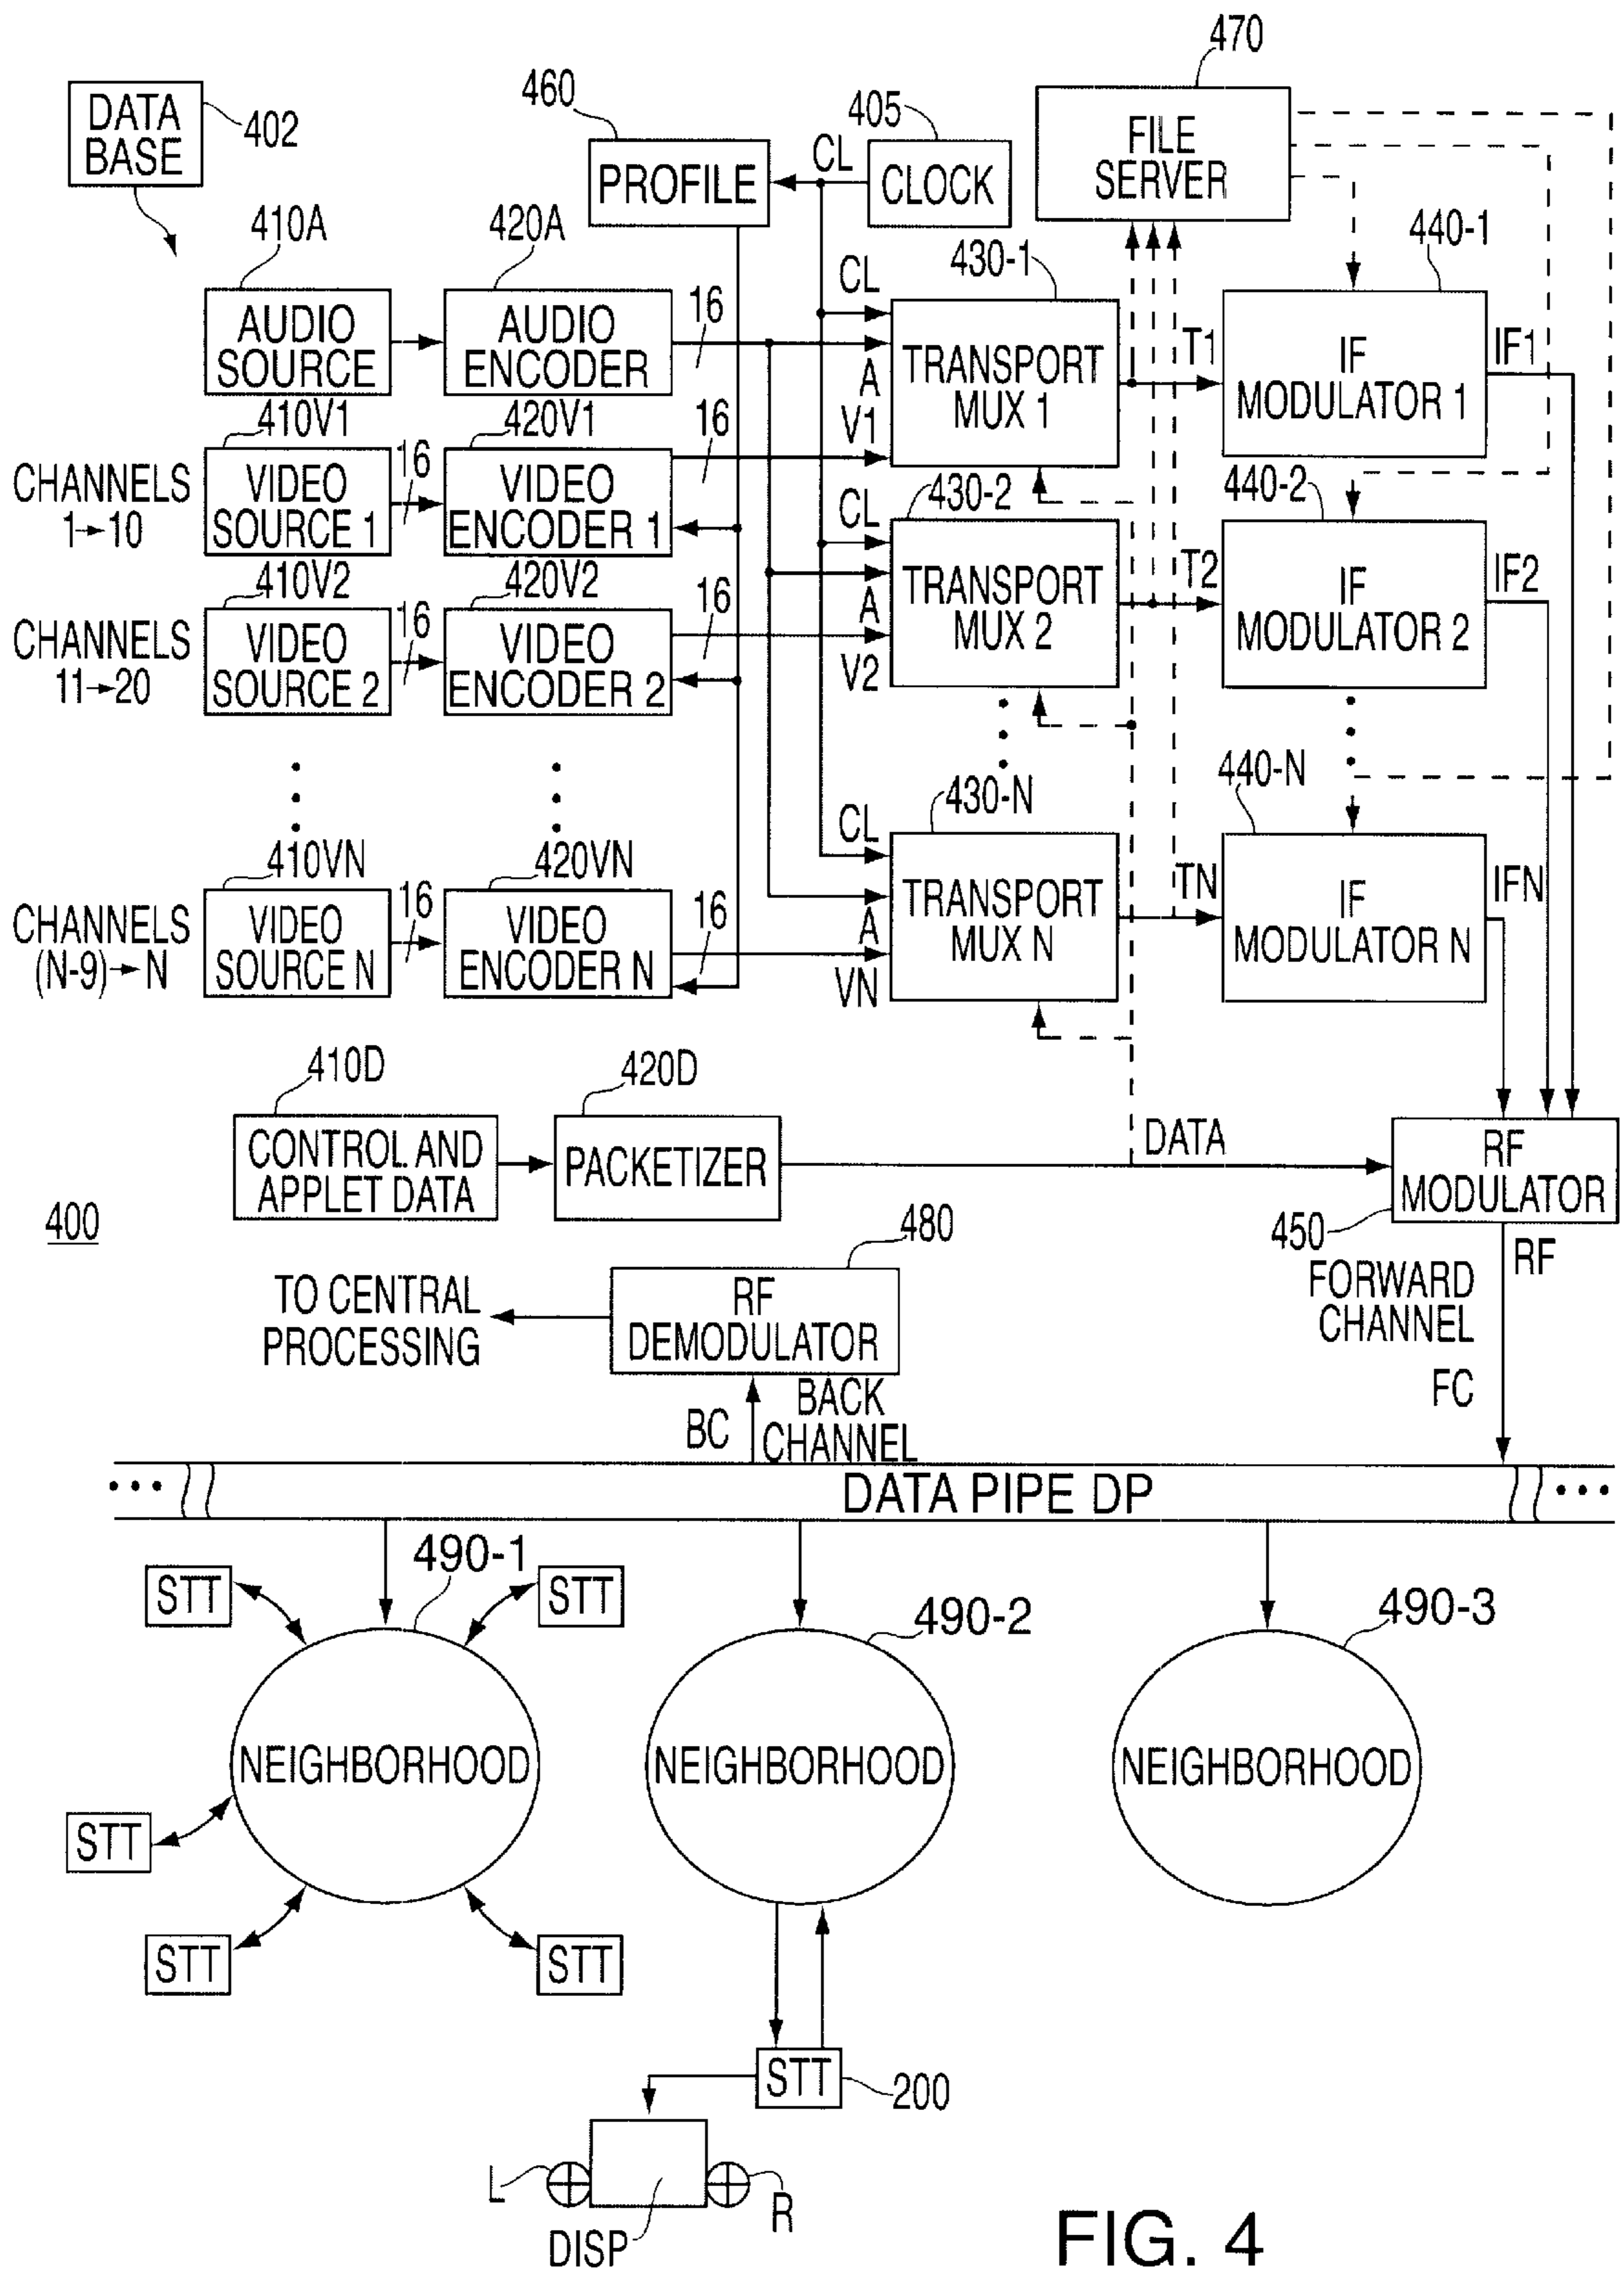 470
DATA
BASE
402
460
405
CL
PROFILE
CLOCK
FILE
SERVER
410A
420A
430-1
440-1
AUDIO
SOURCE
AUDIO
ENCODER
16
CL
A
V1
TRANSPORT
MUX 1
T1
IF
MODULATOR 1
IF1
410V1
420V1
CHANNELS
1→10
VIDEO
SOURCE 1
16
VIDEO
ENCODER 1
16
430-2
440-2
CL
A
V2
TRANSPORT
MUX 2
T2
IF
MODULATOR 2
IF2
410V2
420V2
CHANNELS
11→20
VIDEO
SOURCE 2
16
VIDEO
ENCODER 2
16
430-N
440-N
410VN
420VN
CHANNELS
(N-9)→N
VIDEO
SOURCE N
16
VIDEO
ENCODER N
16
CL
A
VN
TRANSPORT
MUX N
TN
IF
MODULATOR N
IFN
410D
420D
CONTROL AND
APPLET DATA
PACKETIZER
DATA
RF
MODULATOR
450
400
480
TO CENTRAL
PROCESSING
RF
DEMODULATOR
RF
FORWARD
CHANNEL
FC
BC
BACK
CHANNEL
DATA PIPE DP
490-1
STT
STT
490-2
490-3
NEIGHBORHOOD
NEIGHBORHOOD
NEIGHBORHOOD
STT
STT
STT
STT
200
L
R
DISP
FIG. 4